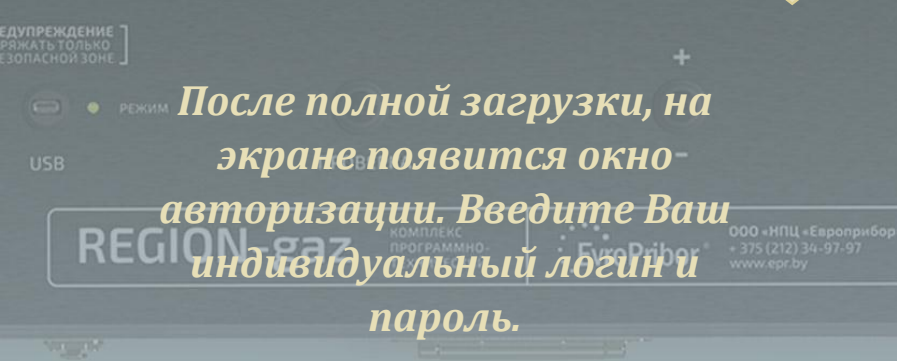 ЕДУПРЕЖДЕНИЕ
РЯЖАТЬ ТОЛЬКО
ЕЗОПАСНОЙ ЗОНЕ
+
После полной загрузки, на
РЕЖИМ
экране появится окно
USB
-
авторизации. Введите Ваш
REGION-gaz
КОМПЛЕКС
ПРОГРАММНО-
EvroPribor®
ООО «НПЦ «Европрибор
+ 375 (212) 34-97-97
www.epr.by
индивидуальный логин и
пароль.